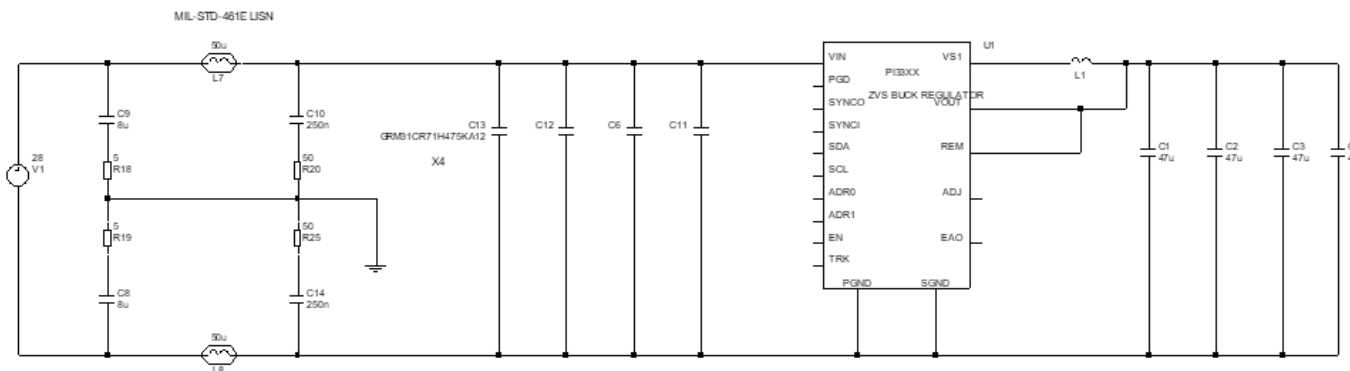 MIL-STD-461E LISN
50u
L7
C9
8u
C10
250n
5
R18
50
R20
28
V1
5
R19
50
R25
C8
8u
C14
250n
50u
L8
C13
GRM31CR71H475KA12
X4
C12
C6
C11
U1
VIN
VS1
PI33XX
PGD
ZVS BUCK REGULATOR
SYNCO
VOUT
SYNCI
SDA
REM
SCL
ADR0
ADJ
ADR1
EN
EAO
TRK
PGND
SGND
L1
C1
47u
C2
47u
C3
47u